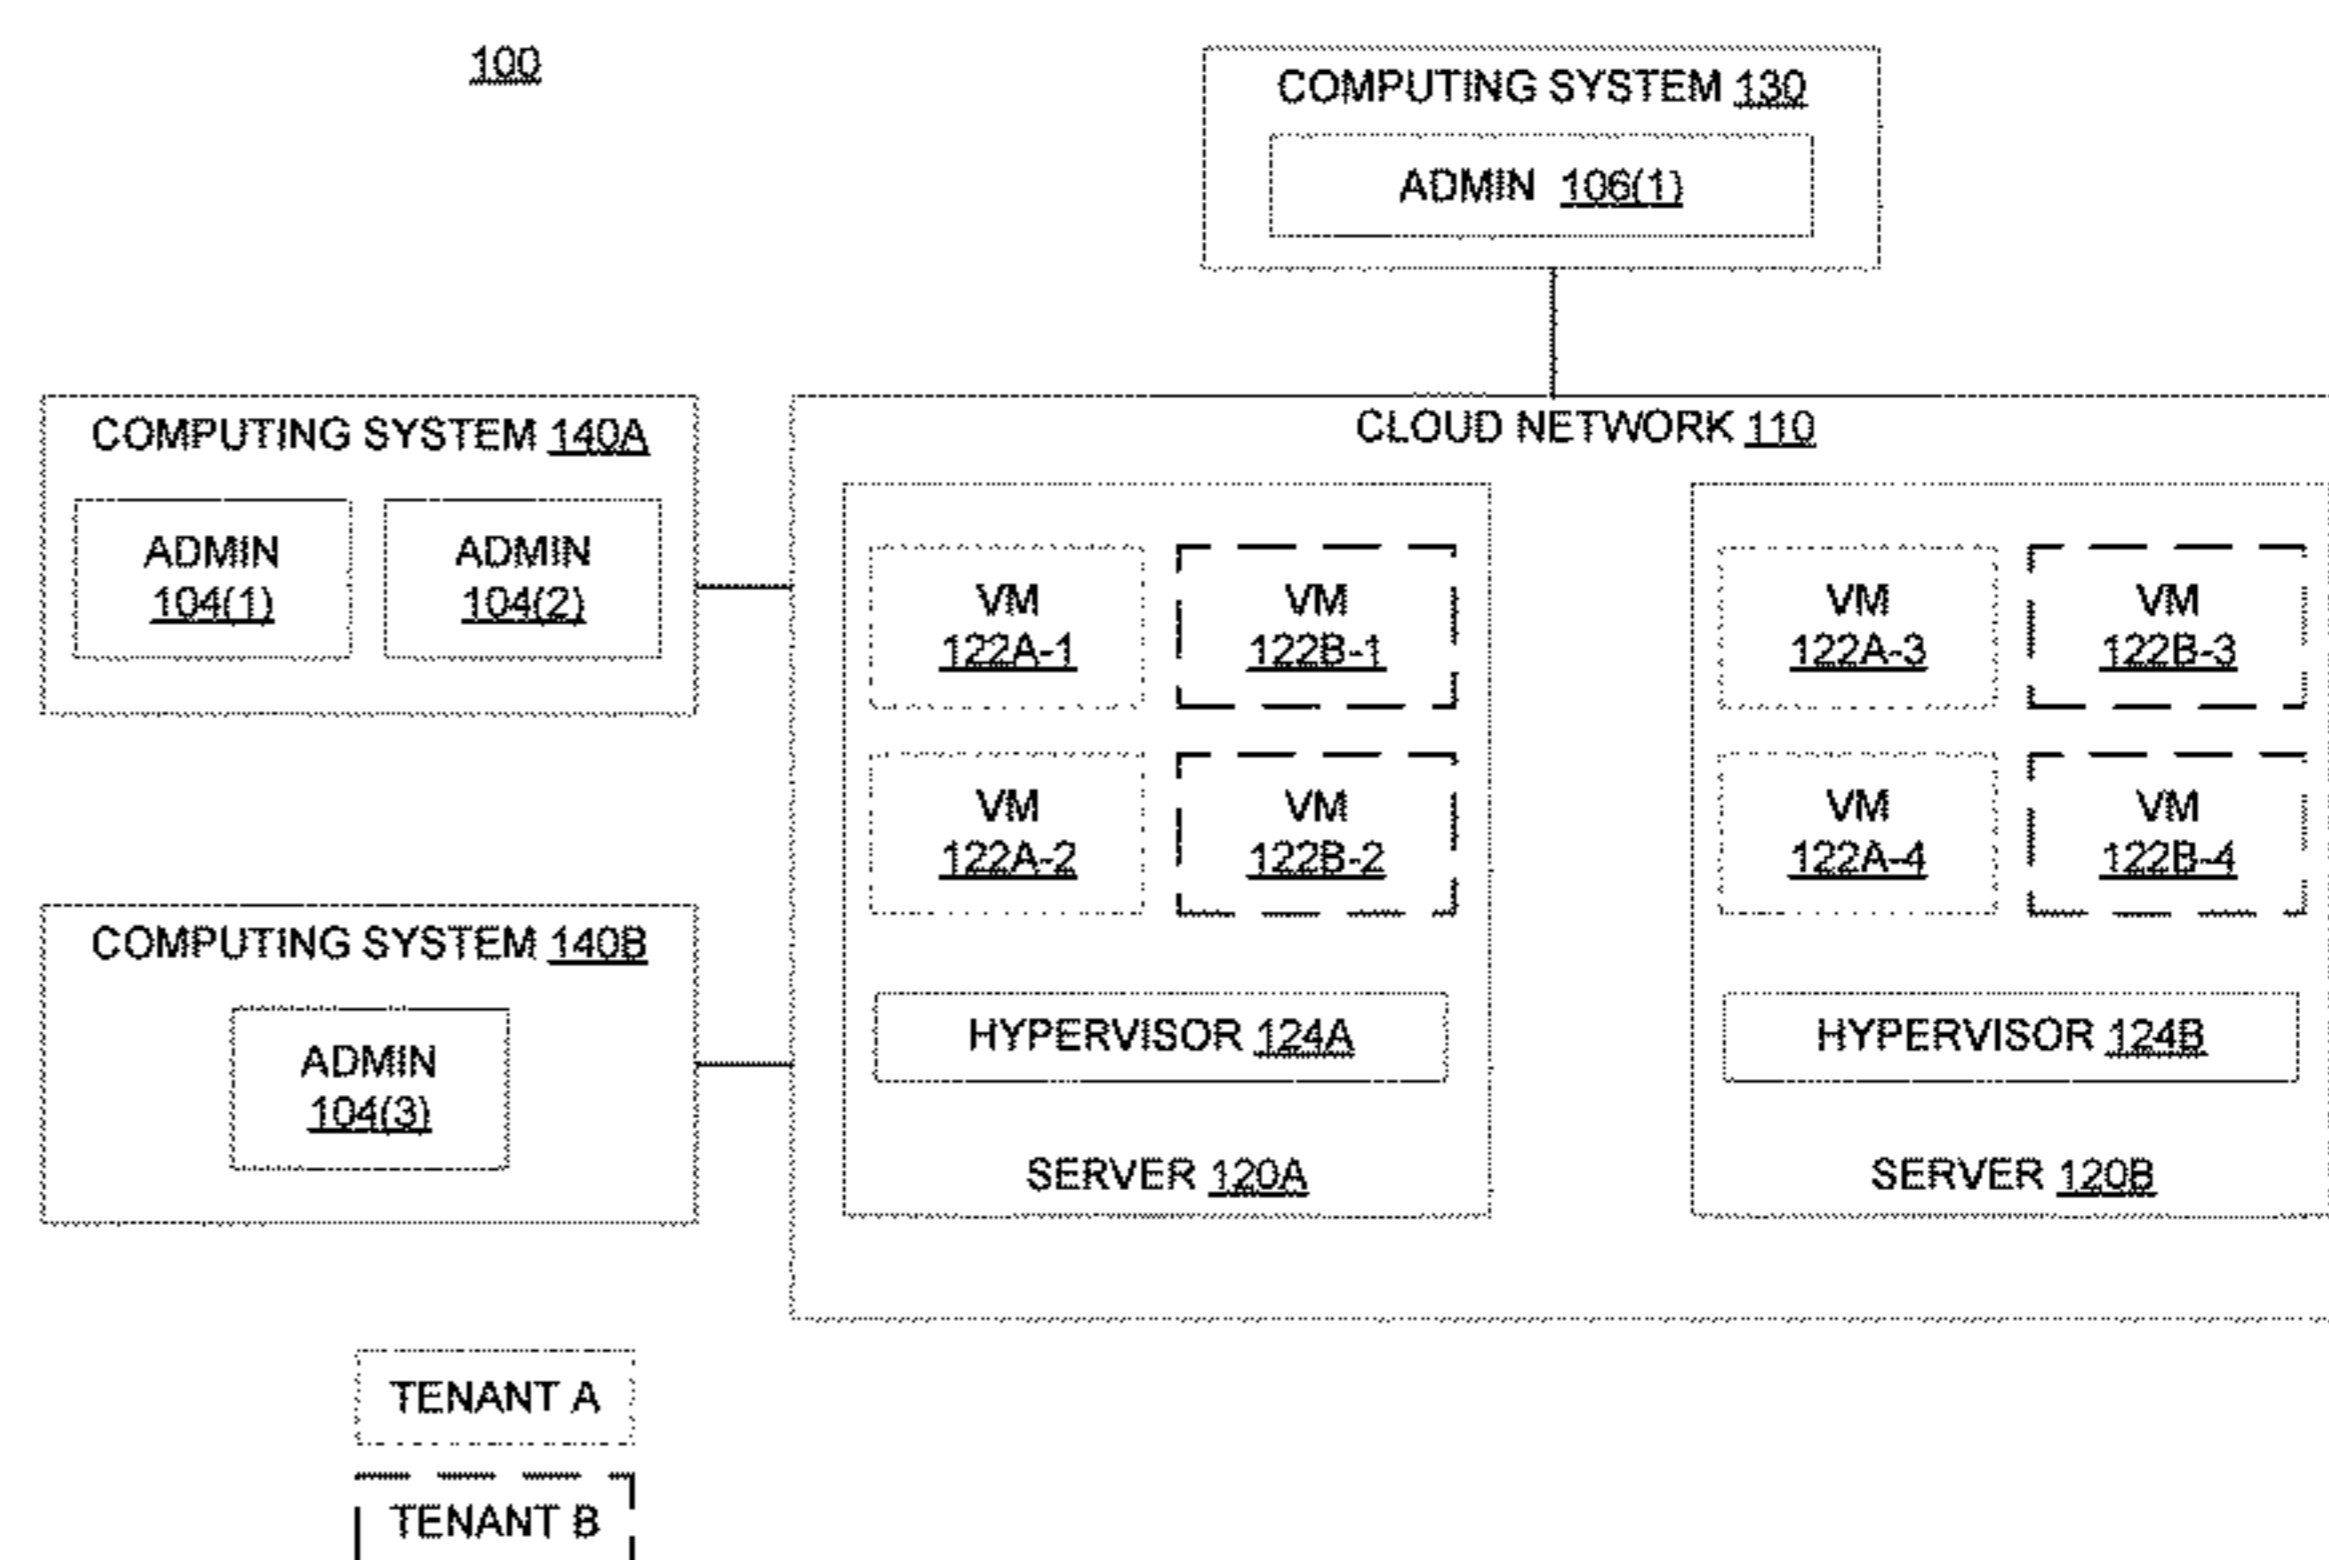 100
COMPUTING SYSTEM 130
ADMIN 106(1)
COMPUTING SYSTEM 140A
ADMIN
104(1)
ADMIN
104(2)
COMPUTING SYSTEM 140B
ADMIN
104(3)
CLOUD NETWORK 110
VM
122A-1
VM
122B-1
VM
122A-2
VM
122B-2
HYPERVISOR 124A
SERVER 120A
VM
122A-3
VM
122B-3
VM
122A-4
VM
122B-4
HYPERVISOR 124B
SERVER 120B
TENANT A
TENANT B